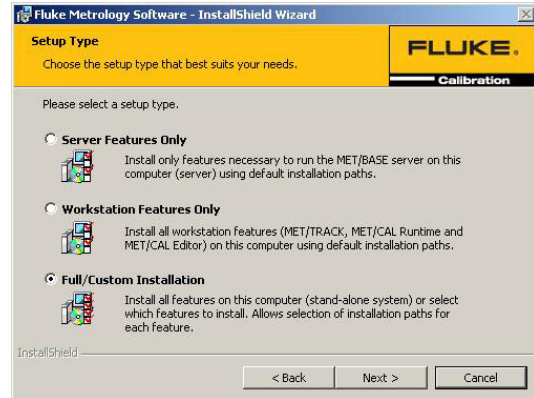 Fluke Metrology Software - InstallShield Wizard
Setup Type
Choose the setup type that best suits your needs.
FLUKE.
Calibration
Please select a setup type.
Server Features Only
Install only features necessary to run the MET/BASE server on this
computer (server) using default installation paths.
Workstation Features Only
Install all workstation features (MET/TRACK, MET/CAL Runtime and
MET/CAL Editor) on this computer using default installation paths.
Full/Custom Installation
Install all features on this computer (stand-alone system) or select
which features to install. Allows selection of installation paths for
each feature.
InstallShield
< Back Next > Cancel